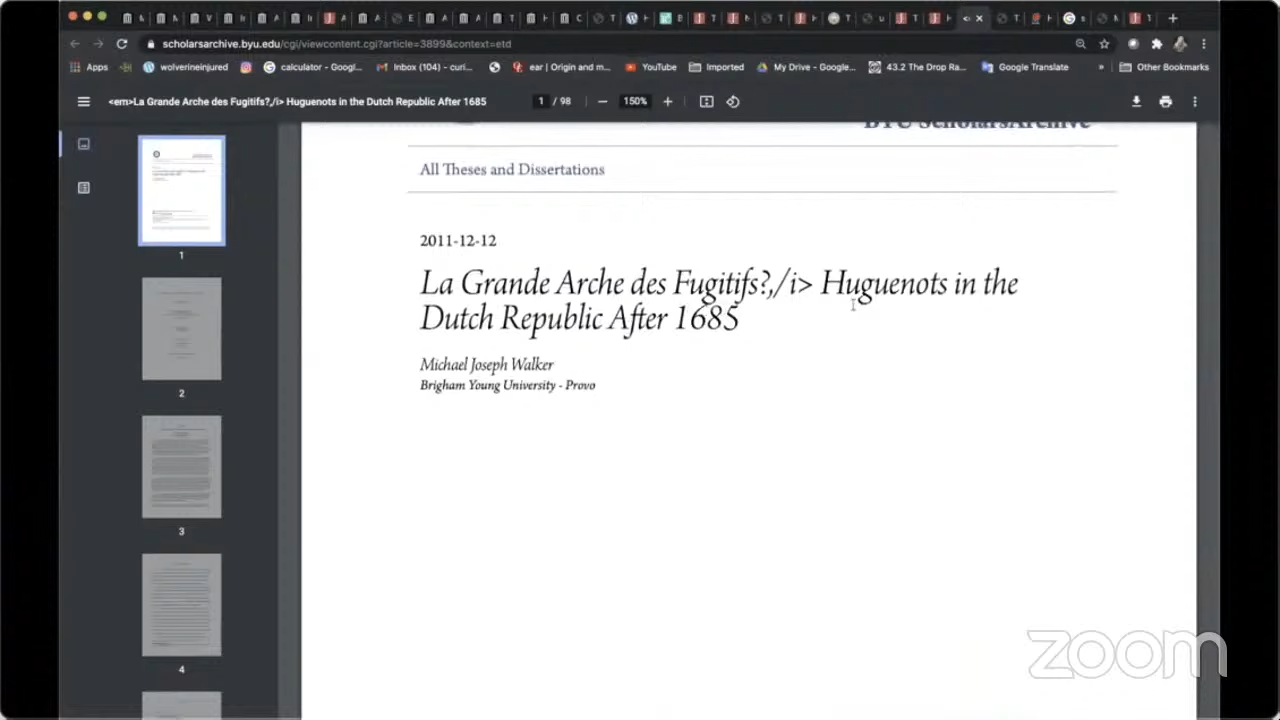 scholarsarchive.byu.edu/cgi/viewcontent.cgi?article=3899&context=etd
Apps wolverineinjured calculator - Googl... Inbox (104) - curi... ear | Origin and m... YouTube Imported My Drive - Google... 43.2 The Drop Ra... Google Translate » Other Bookmarks
<em>La Grande Arche des Fugitifs?,/i> Huguenots in the Dutch Republic After 1685 1 / 98 — 150% +
BYU ScholarsArchive
All Theses and Dissertations
2011-12-12
La Grande Arche des Fugitifs?,/i> Huguenots in the
Dutch Republic After 1685
Michael Joseph Walker
Brigham Young University - Provo
1
2
3
4
zoom